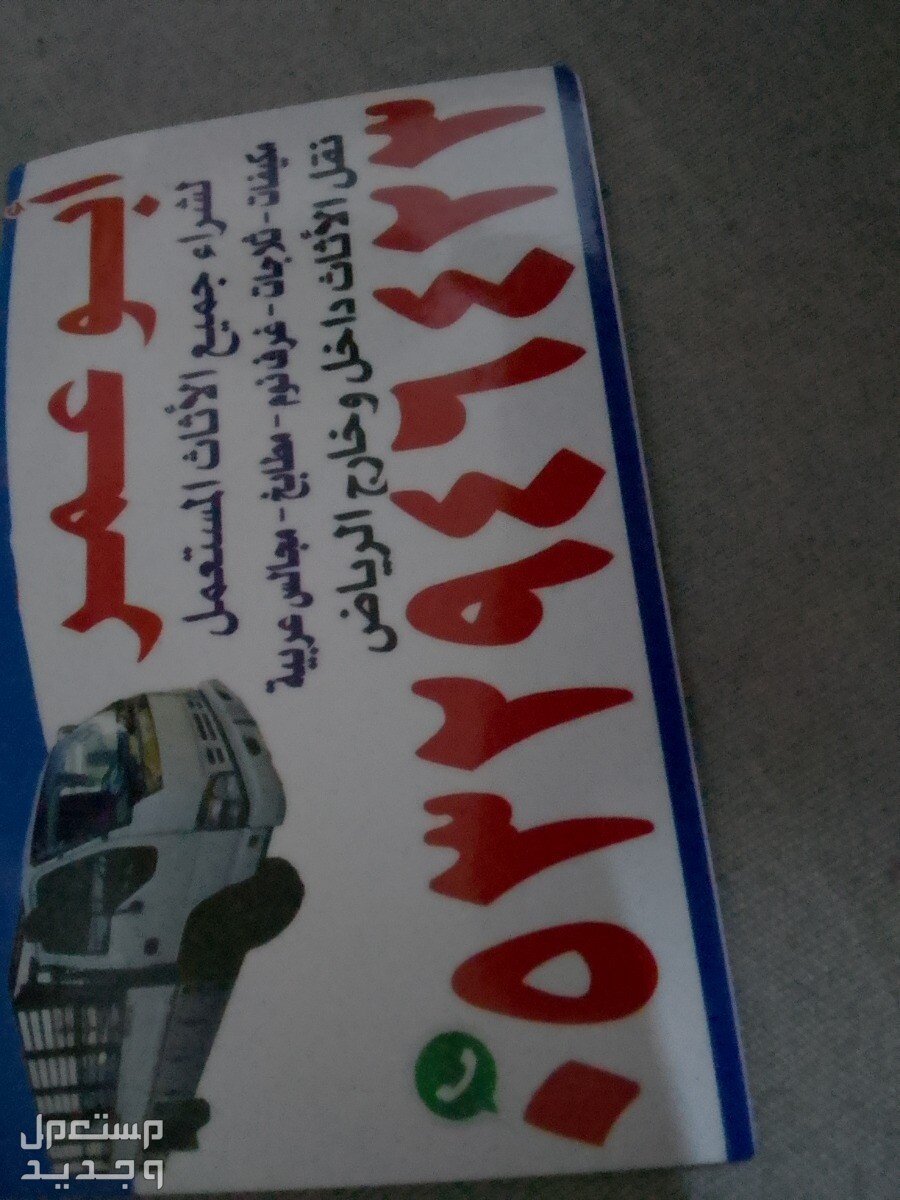 أبو عمر
لشراء جميع الأثاث المستعمل
مكيفات - ثلاجات - غرف نوم - مطابخ - مجالس عربية
نقل الأثاث داخل وخارج الرياض
٠٥٣٢٩٤٦٤٢٣
مستعمل
وجديد